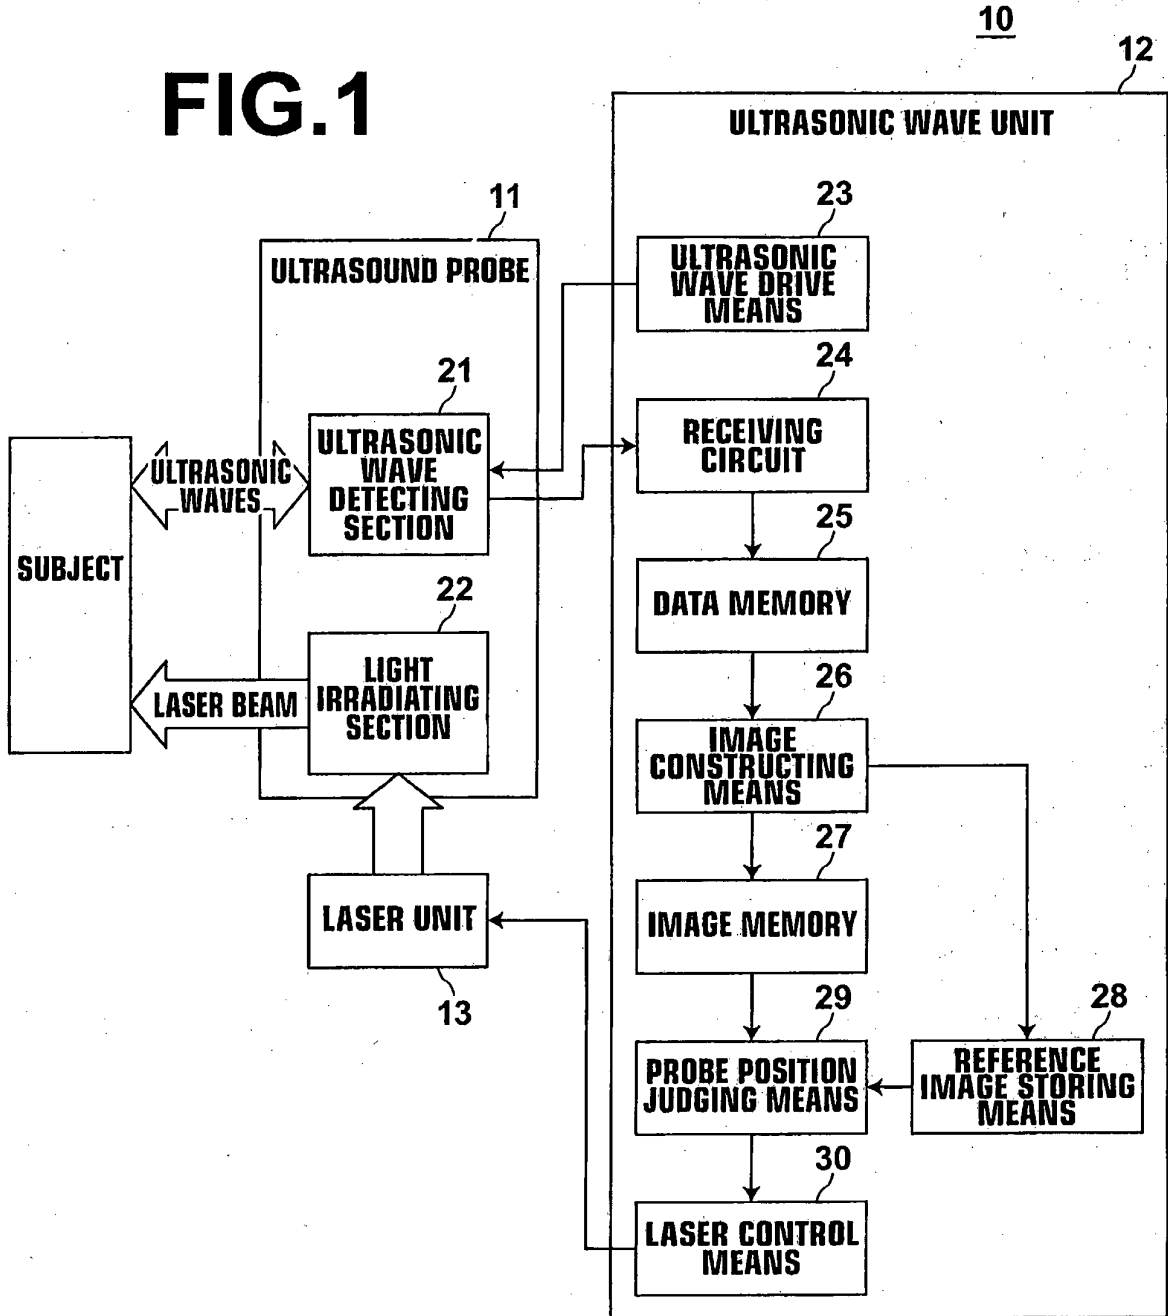 10
12
FIG.1
ULTRASONIC WAVE UNIT
11
ULTRASOUND PROBE
23
ULTRASONIC
WAVE DRIVE
MEANS
21
ULTRASONIC
WAVE
DETECTING
SECTION
24
RECEIVING
CIRCUIT
ULTRASONIC
WAVES
SUBJECT
25
DATA MEMORY
22
LIGHT
IRRADIATING
SECTION
LASER BEAM
26
IMAGE
CONSTRUCTING
MEANS
27
IMAGE MEMORY
LASER UNIT
13
29
PROBE POSITION
JUDGING MEANS
28
REFERENCE
IMAGE STORING
MEANS
30
LASER CONTROL
MEANS